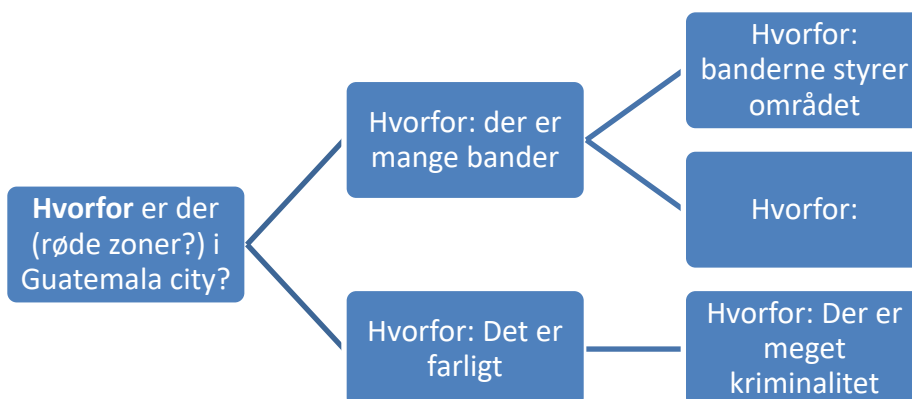 Hvorfor er der
(røde zoner?) i
Guatemala city?
Hvorfor: der er
mange bander
Hvorfor:
banderne styrer
området
Hvorfor:
Hvorfor: Det er
farligt
Hvorfor: Der er
meget
kriminalitet